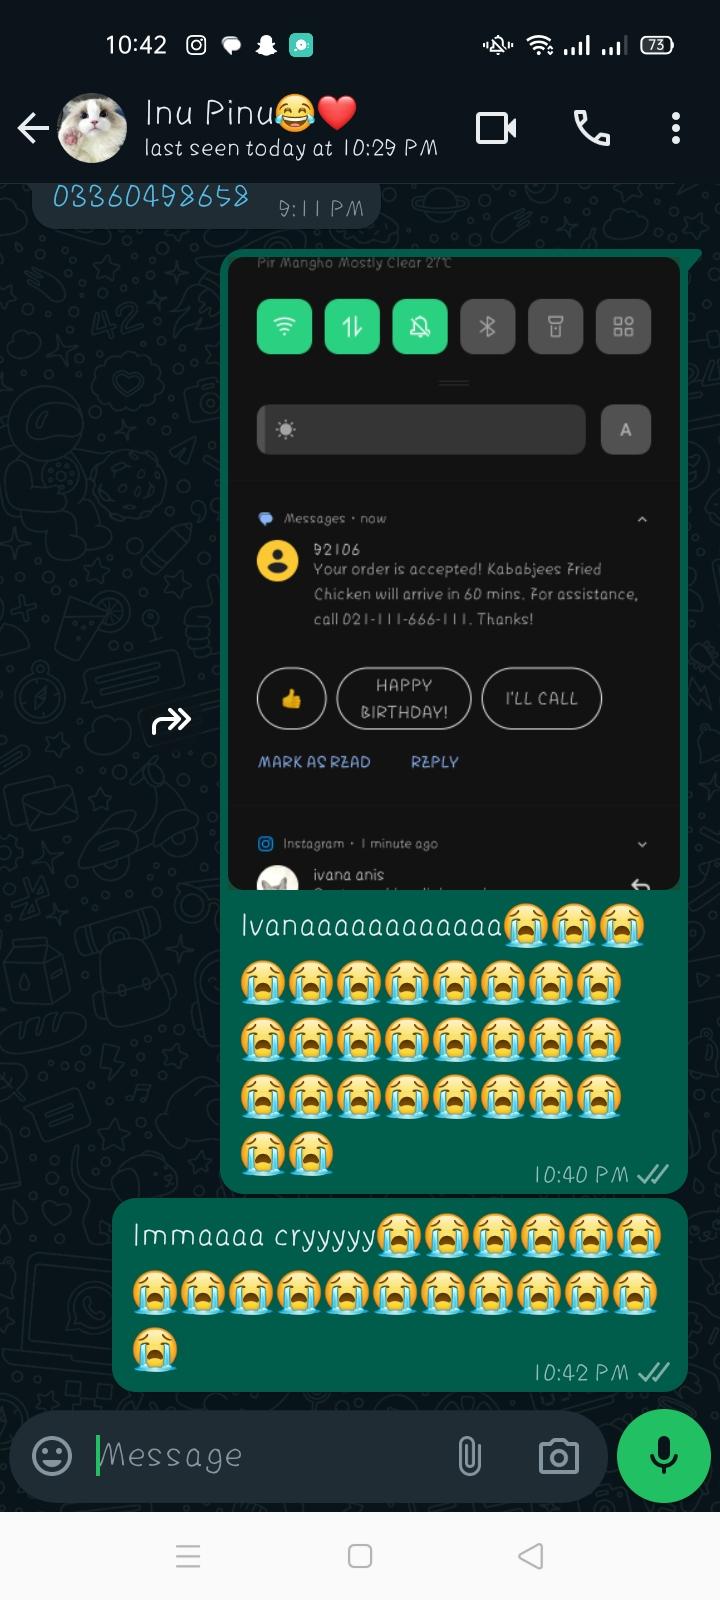 10:42
73
Inu Pinu😂❤️
last seen today at 10:29 PM
03360498658
9:11 PM
Pir Mangho Mostly Clear 27°C
A
Messages • now
92106
Your order is accepted! Kababjees Fried
Chicken will arrive in 60 mins. For assistance,
call 021-111-666-111. Thanks!
👍
HAPPY
BIRTHDAY!
I'LL CALL
MARK AS READ
REPLY
Instagram • 1 minute ago
ivana anis
Ivanaaaaaaaaaaaaa😭😭😭
😭😭😭😭😭😭😭😭
😭😭😭😭😭😭😭😭
😭😭😭😭😭😭😭😭
😭😭
10:40 PM
Immaaaa cryyyyy😭😭😭😭😭😭
😭😭😭😭😭😭😭😭😭😭😭
😭
10:42 PM
Message